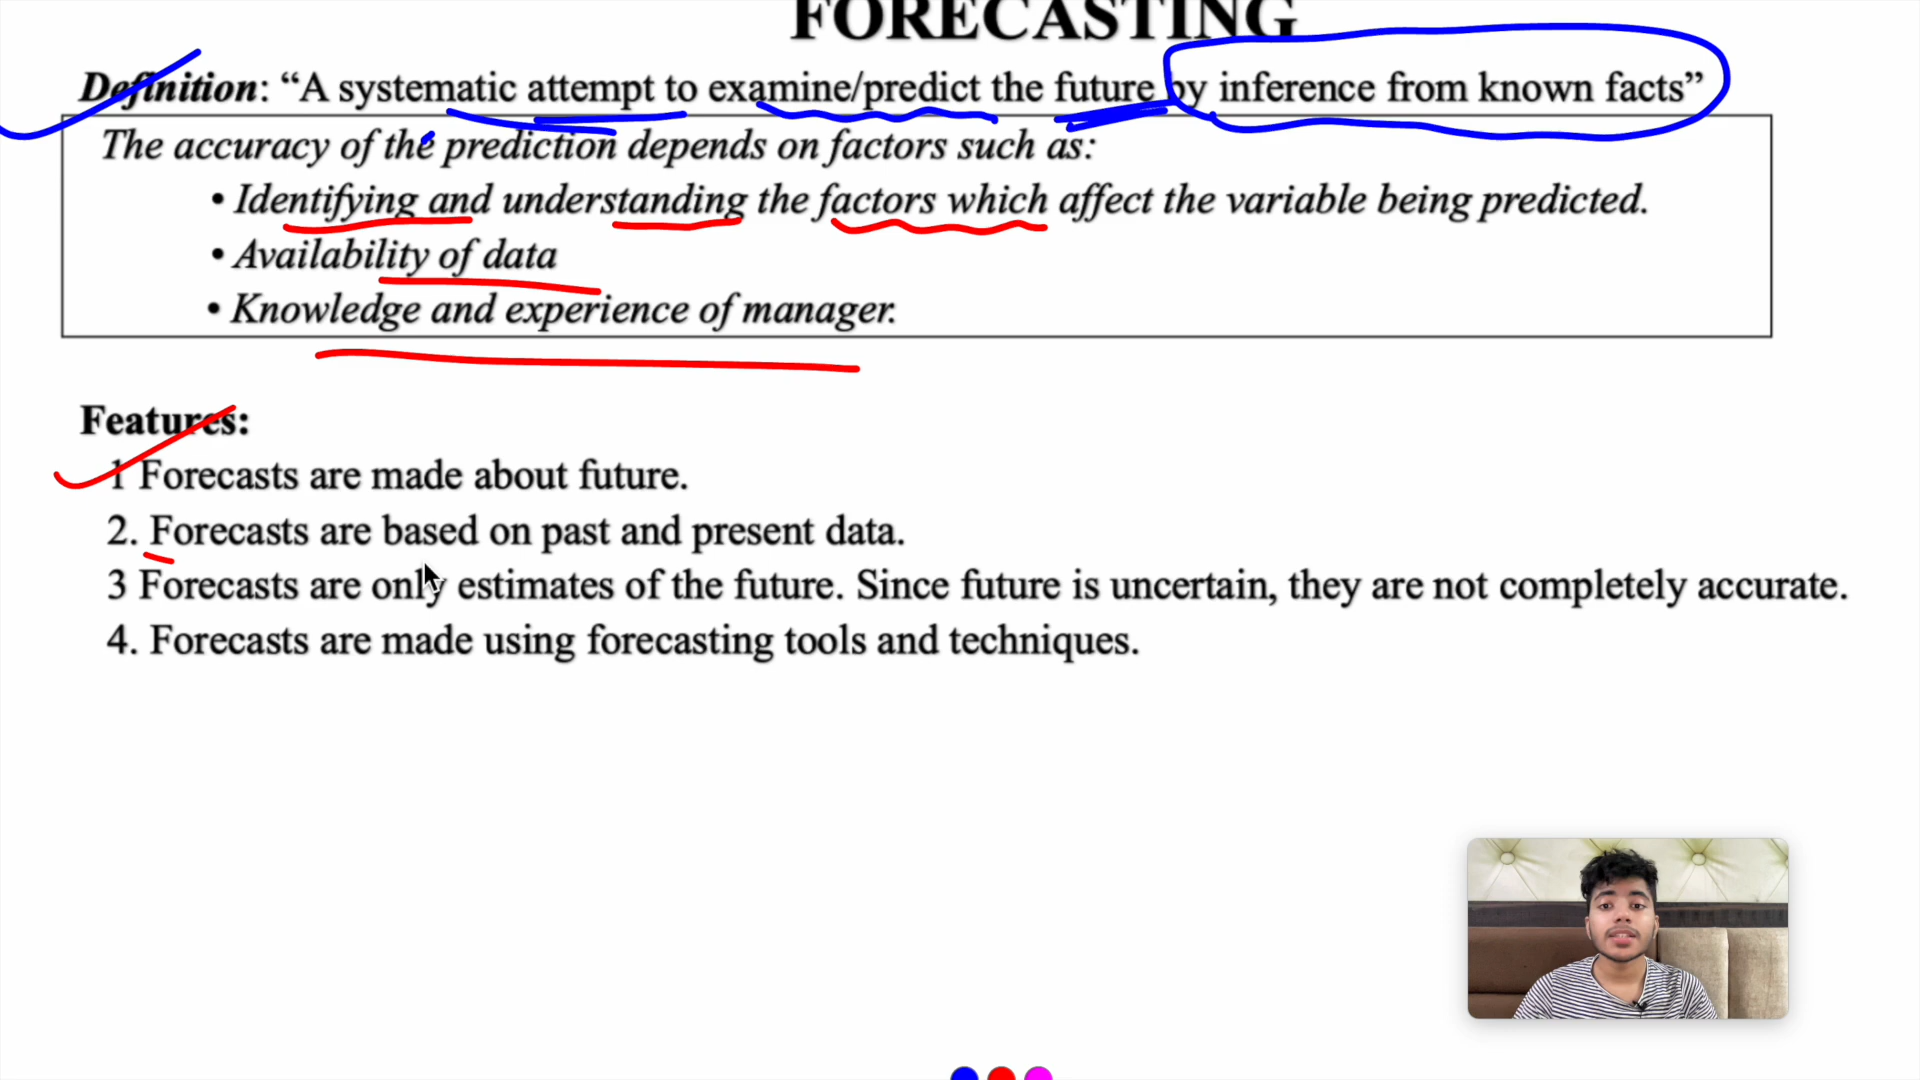 FORECASTING
Definition: “A systematic attempt to examine/predict the future by inference from known facts”
The accuracy of the prediction depends on factors such as:
• Identifying and understanding the factors which affect the variable being predicted.
• Availability of data
• Knowledge and experience of manager.
Features:
1 Forecasts are made about future.
2. Forecasts are based on past and present data.
3 Forecasts are only estimates of the future. Since future is uncertain, they are not completely accurate.
4. Forecasts are made using forecasting tools and techniques.